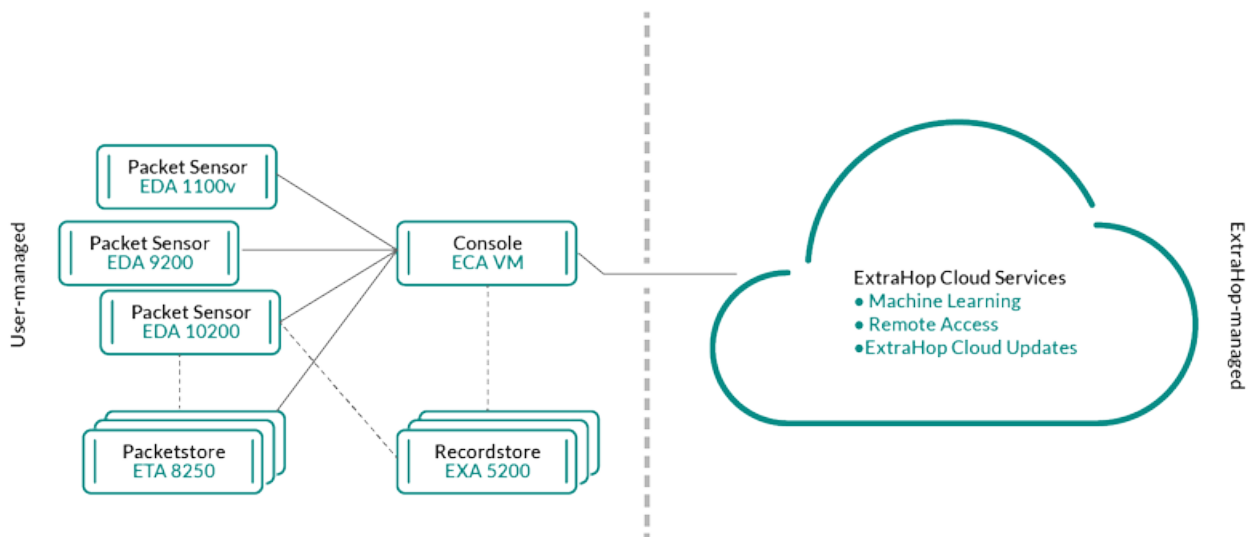 User-managed
Packet Sensor
EDA 1100v
Packet Sensor
EDA 9200
Packet Sensor
EDA 10200
Packetstore
ETA 8250
Console
ECA VM
Recordstore
EXA 5200
ExtraHop Cloud Services
● Machine Learning
● Remote Access
●ExtraHop Cloud Updates
ExtraHop-managed